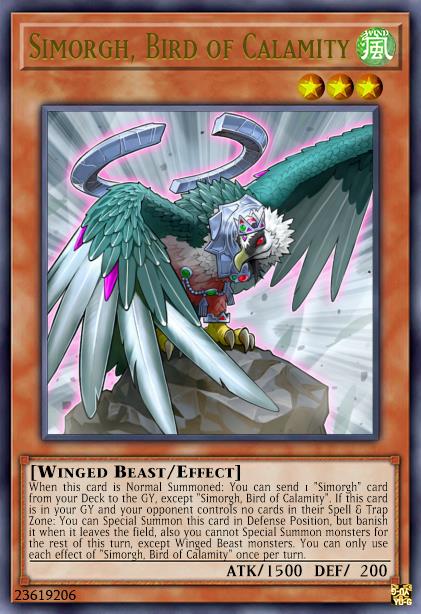 Simorgh, Bird of Calamity
WIND
風
[Winged Beast/Effect]
When this card is Normal Summoned: You can send 1 "Simorgh" card
from your Deck to the GY, except "Simorgh, Bird of Calamity". If this card
is in your GY and your opponent controls no cards in their Spell & Trap
Zone: You can Special Summon this card in Defense Position, but banish
it when it leaves the field, also you cannot Special Summon monsters for
the rest of this turn, except Winged Beast monsters. You can only use
each effect of "Simorgh, Bird of Calamity" once per turn.
ATK/1500 DEF/ 200
23619206